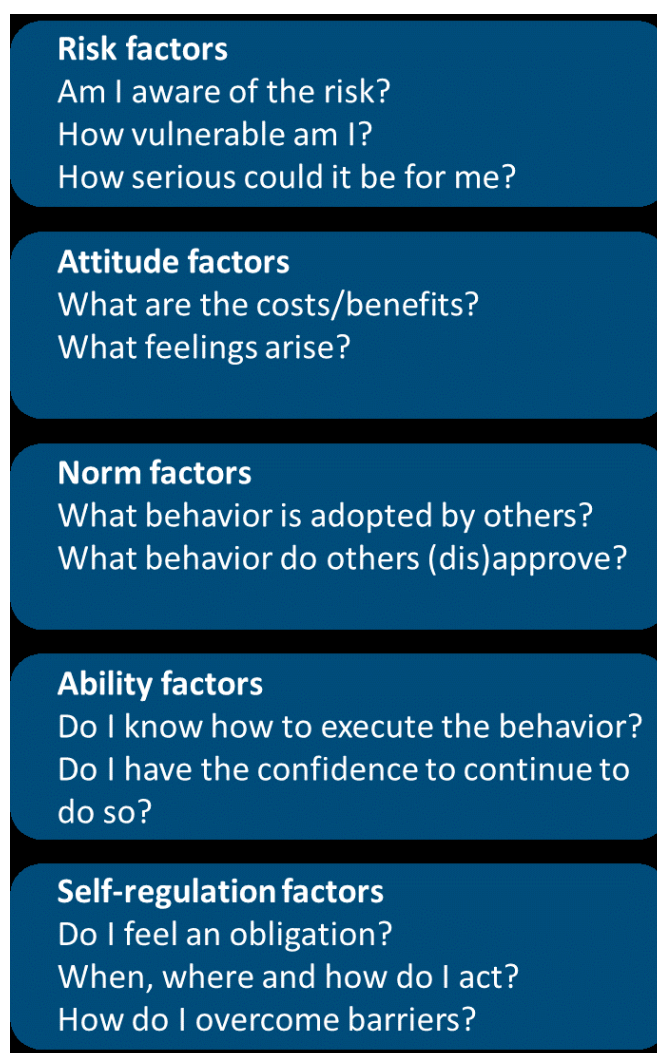 Risk factors
Am I aware of the risk?
How vulnerable am I?
How serious could it be for me?
Attitude factors
What are the costs/benefits?
What feelings arise?
Norm factors
What behavior is adopted by others?
What behavior do others (dis)approve?
Ability factors
Do I know how to execute the behavior?
Do I have the confidence to continue to
do so?
Self-regulation factors
Do I feel an obligation?
When, where and how do I act?
How do I overcome barriers?